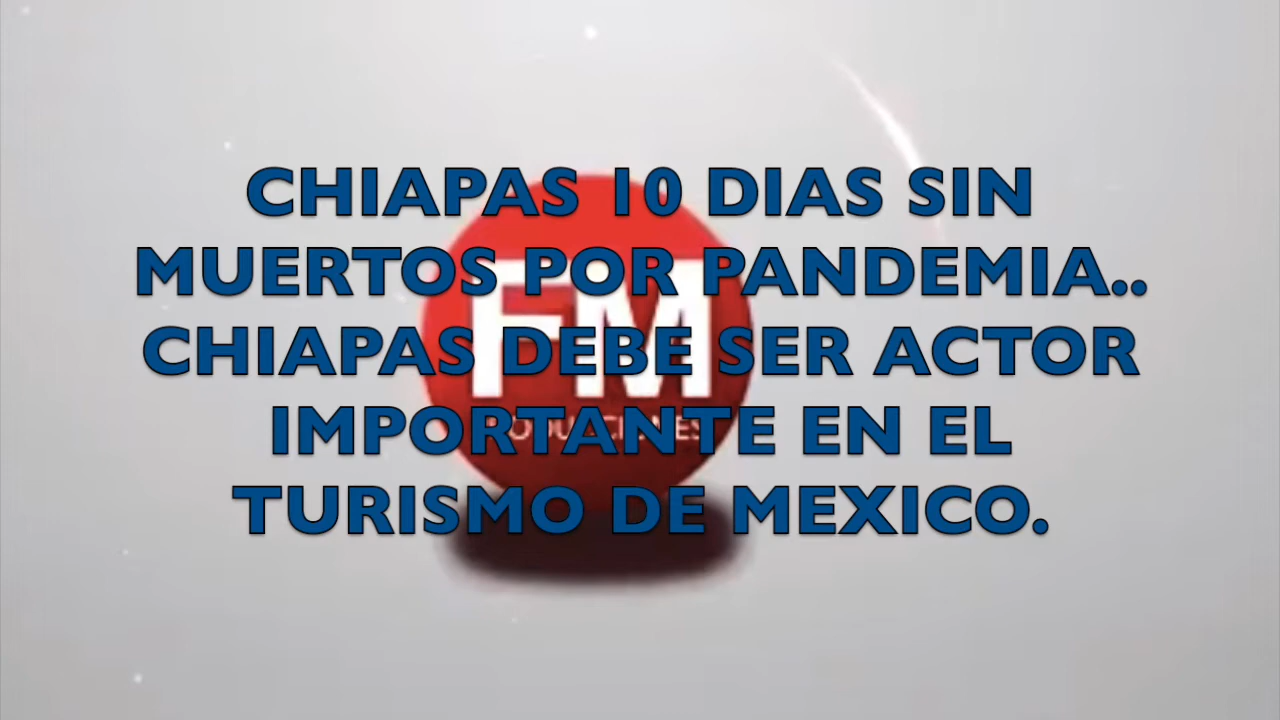 CHIAPAS 10 DIAS SIN
MUERTOS POR PANDEMIA..
CHIAPAS DEBE SER ACTOR
IMPORTANTE EN EL
TURISMO DE MEXICO.
FM